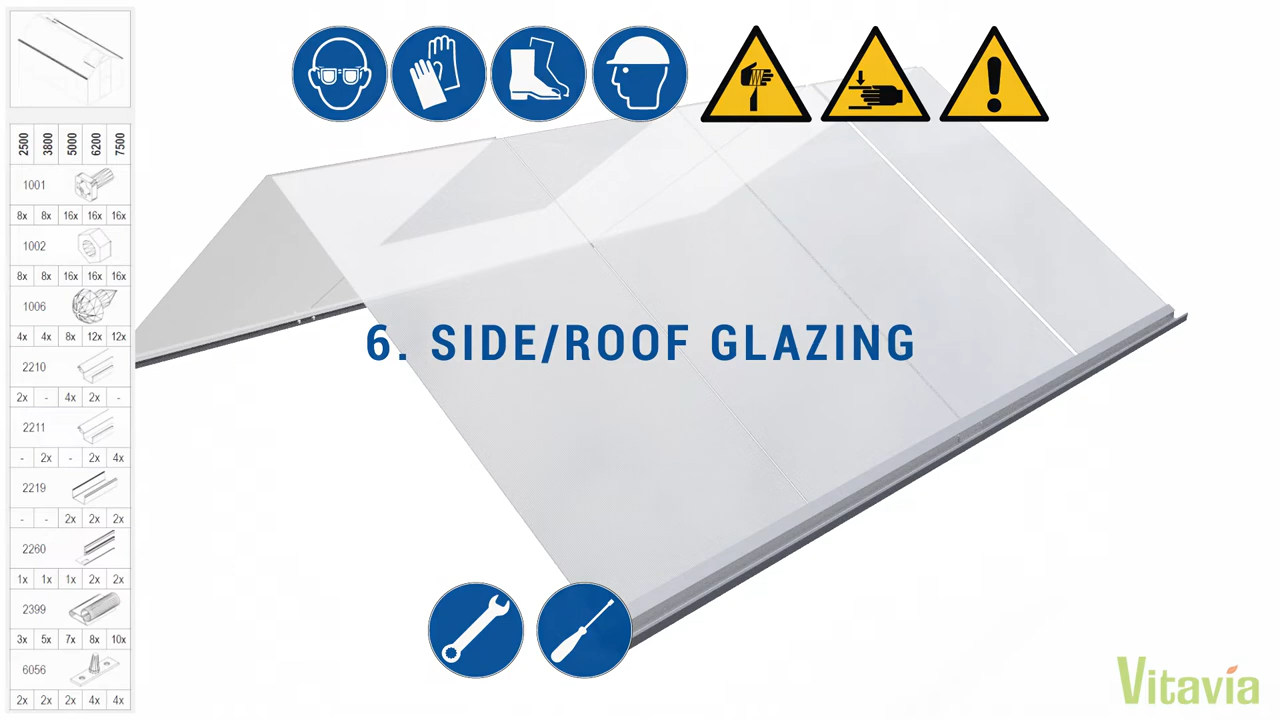 2500 3800 5000 6200 7500
1001
8x 8x 16x 16x 16x
1002
8x 8x 16x 16x 16x
1006
4x 4x 8x 12x 12x
2210
2x - 4x 2x -
2211
- 2x - 2x 4x
2219
- - 2x 2x 2x
2260
1x 1x 1x 2x 2x
2399
3x 5x 7x 8x 10x
6056
2x 2x 2x 4x 4x
6. SIDE/ROOF GLAZING
Vitavia